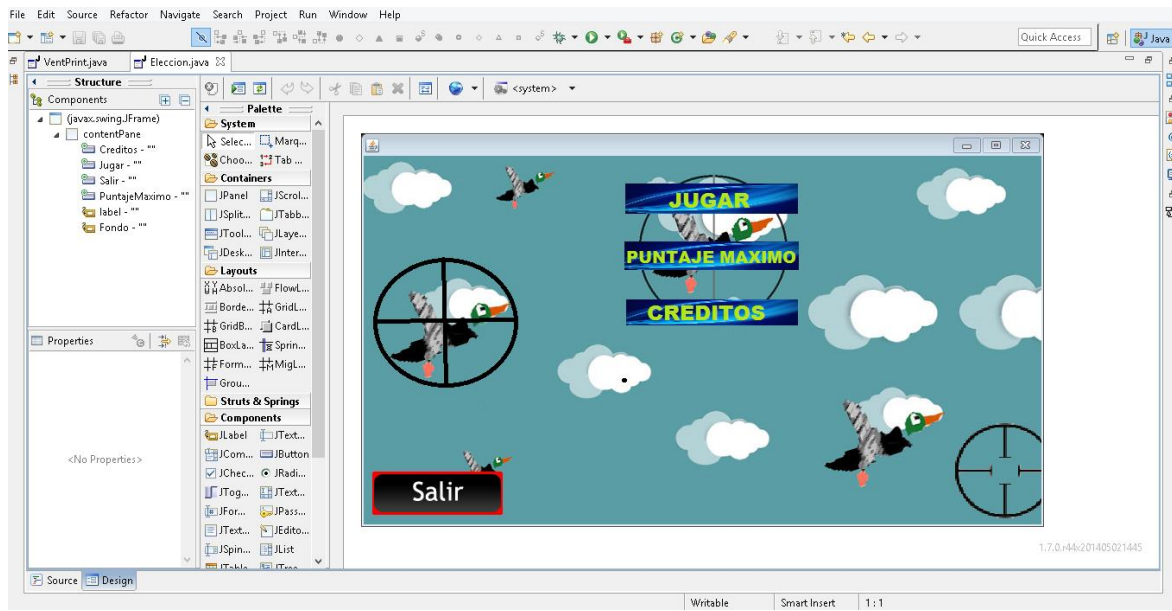 File Edit Source Refactor Navigate Search Project Run Window Help
Quick Access
Java
VentPrint.java
Eleccion.java
Structure
Components
(javax.swing.JFrame)
contentPane
Creditos - ""
Jugar - ""
Salir - ""
PuntajeMaximo - ""
label - ""
Fondo - ""
Properties
<No Properties>
<system>
Palette
System
Selec... Marq...
Choo... Tab ...
Containers
JPanel JScrol...
JSplit... JTabb...
JTool... JLaye...
JDesk... JInter...
Layouts
Absol... FlowL...
Borde... GridL...
GridB... CardL...
BoxLa... Sprin...
Form... MigL...
Grou...
Struts & Springs
Components
JLabel JText...
JCom... JButton
JChec... JRadi...
JTog... JText...
JFor... JPass...
JText... JEdito...
JSpin... JList
JTable JTree
JUGAR
PUNTAJE MAXIMO
CREDITOS
Salir
1.7.0.r44x201405021445
Source Design
Writable Smart Insert 1 : 1